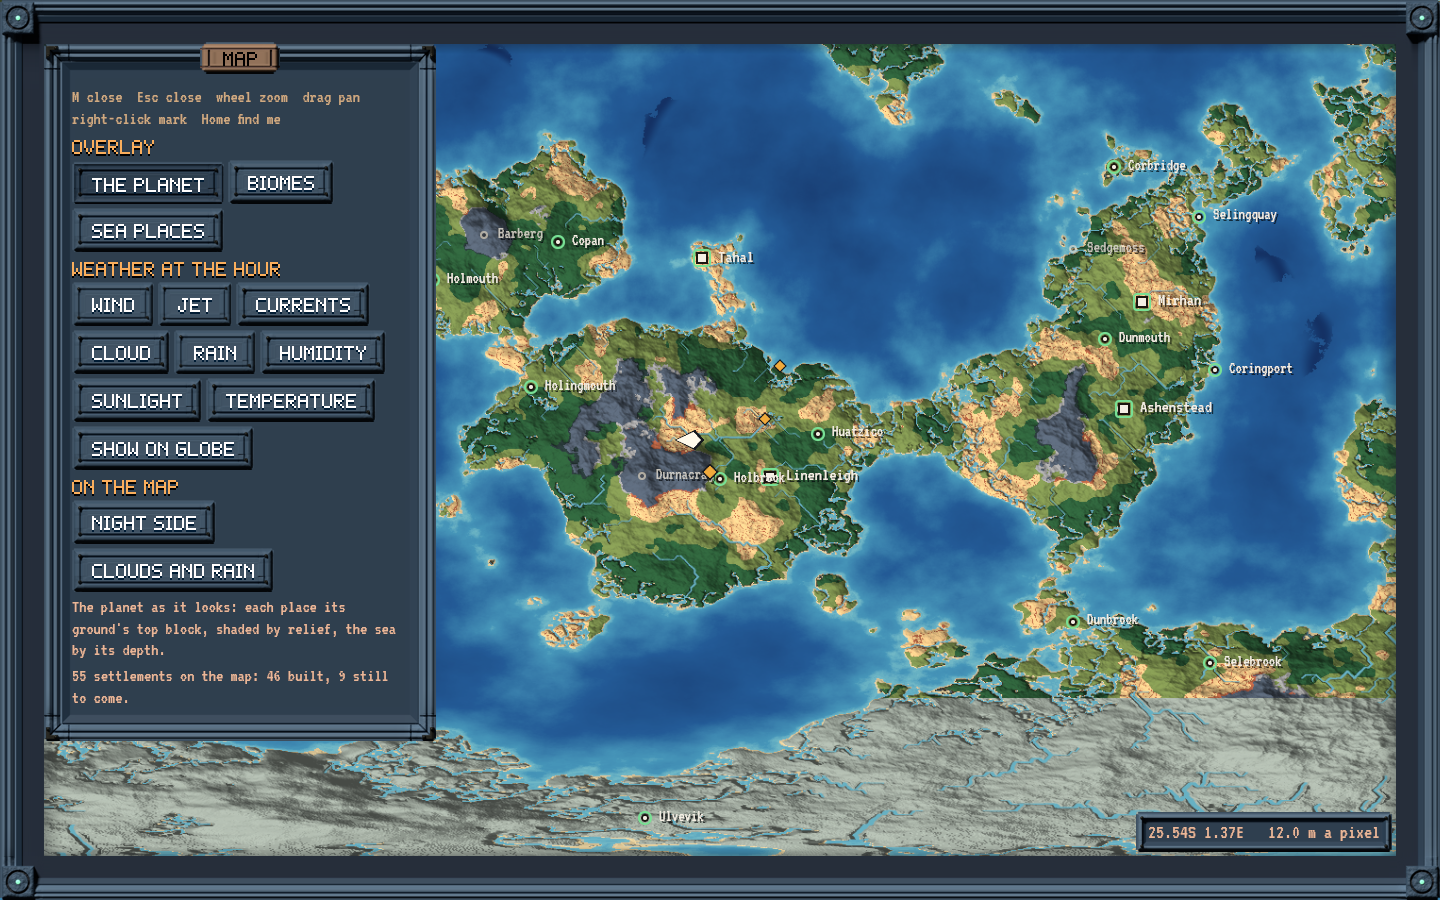 MAP
M close  Esc close  wheel zoom  drag pan
right-click mark  Home find me
OVERLAY
THE PLANET
BIOMES
SEA PLACES
WEATHER AT THE HOUR
WIND
JET
CURRENTS
CLOUD
RAIN
HUMIDITY
SUNLIGHT
TEMPERATURE
SHOW ON GLOBE
ON THE MAP
NIGHT SIDE
CLOUDS AND RAIN
The planet as it looks: each place its
ground's top block, shaded by relief, the sea
by its depth.
55 settlements on the map: 46 built, 9 still
to come.
Corbridge
Selingquay
Barberg
Copan
Sedgemoss
Tahal
Holmouth
Mirhan
Dunmouth
Coringport
Holingmouth
Ashenstead
Huatzico
Holbrook
Linenleigh
Dunbrook
Selebrook
Ulvevik
25.54S 1.37E   12.0 m a pixel